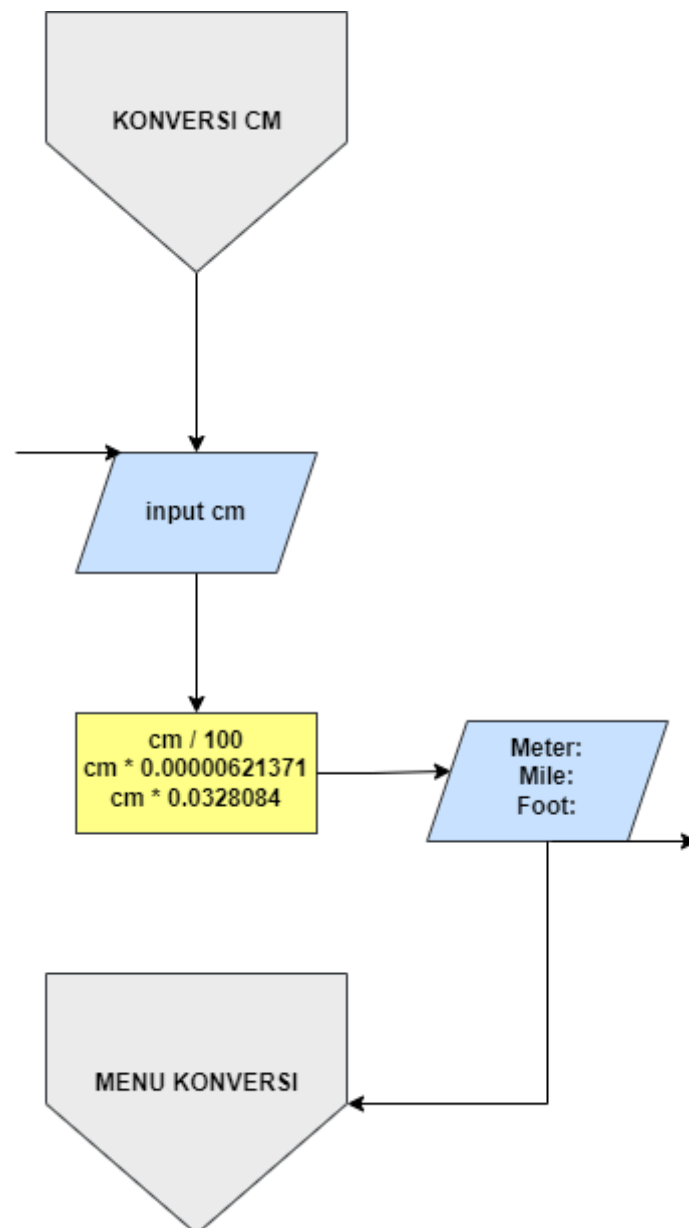 KONVERSI CM
input cm
cm / 100
cm * 0.00000621371
cm * 0.0328084
Meter:
Mile:
Foot:
MENU KONVERSI